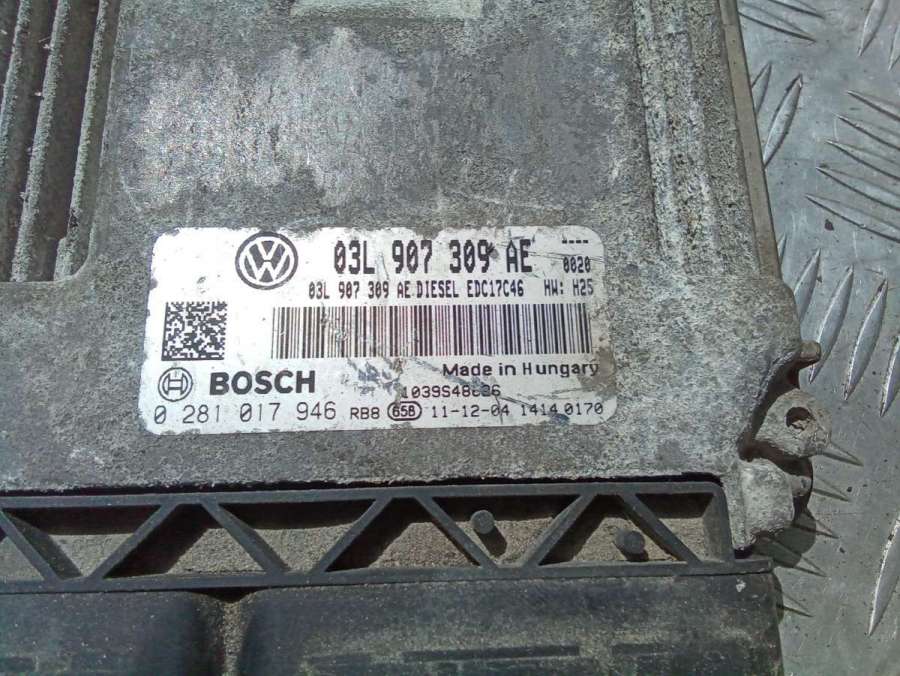 03L 907 309 AE ----
0020
03L 907 309 AE DIESEL EDC17C46 HW: H25
Made in Hungary
BOSCH
0 281 017 946 RBB 658 11-12-04 1414 0170